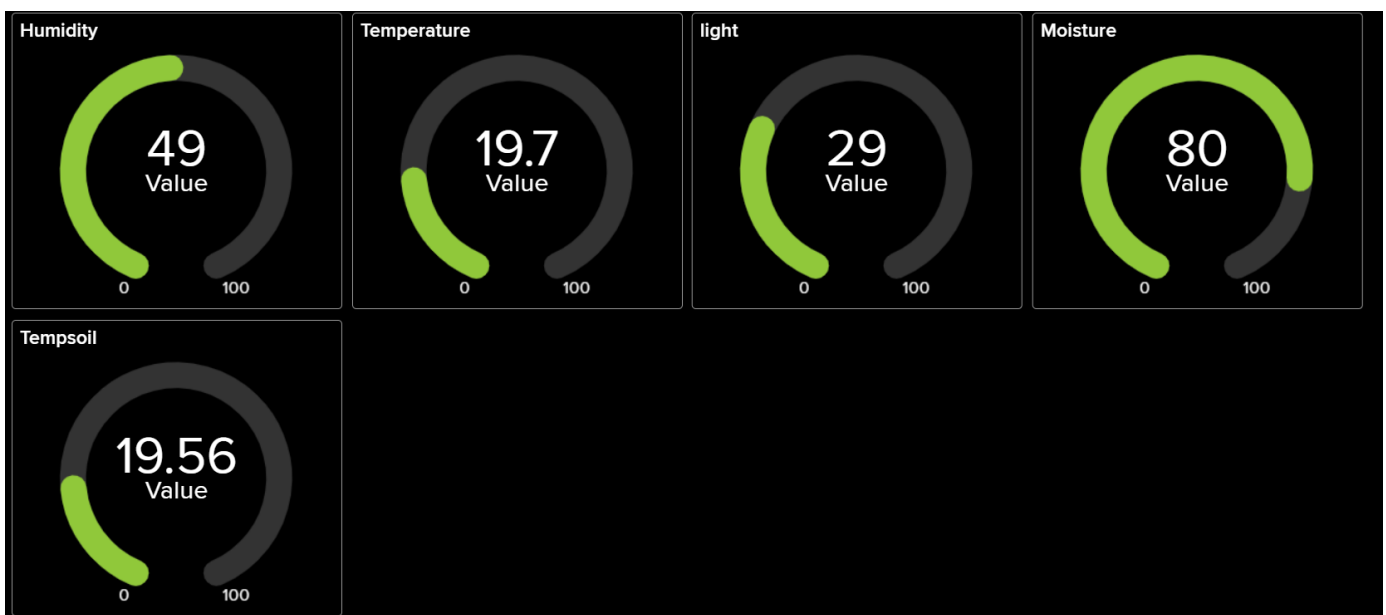 Humidity
49
Value
0 100
Temperature
19.7
Value
0 100
light
29
Value
0 100
Moisture
80
Value
0 100
Tempsoil
19.56
Value
0 100